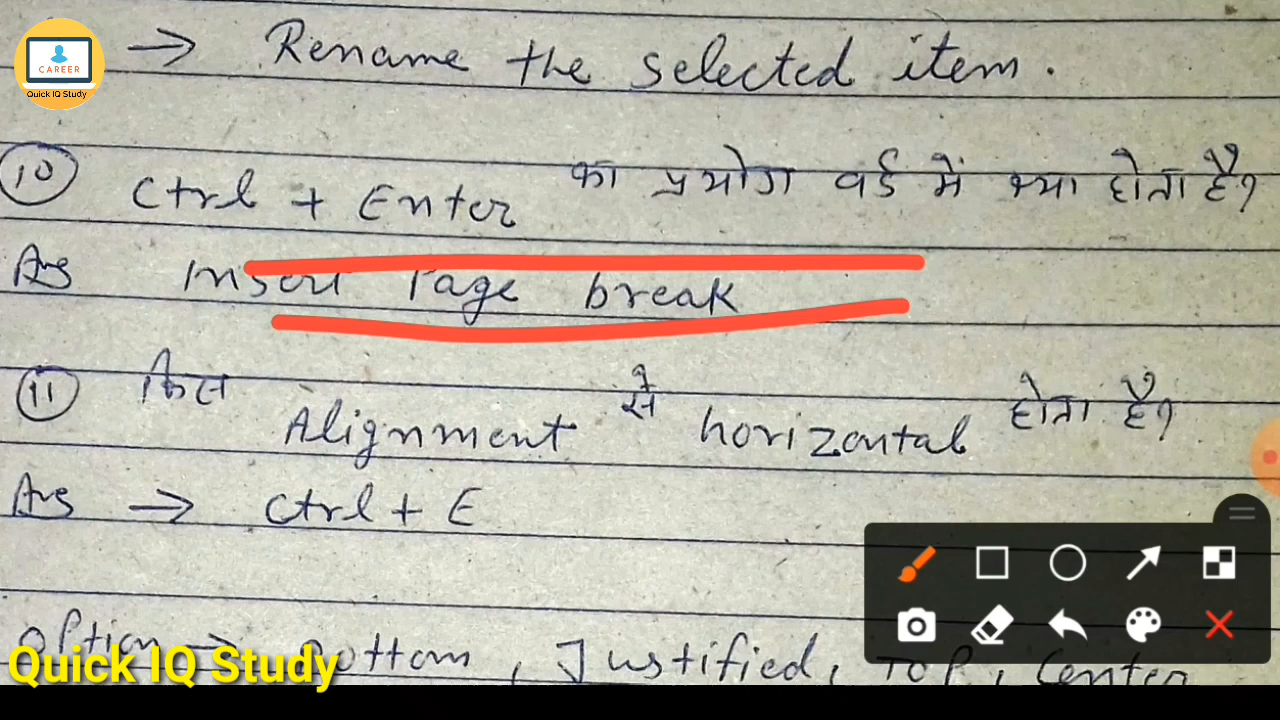 CAREER
Quick IQ Study
→ Rename the selected item.
10 Ctrl + Enter का प्रयोग वर्ड में क्या होता है?
Ans Insert Page break
11 किस Alignment से horizontal होता है?
Ans → Ctrl + E
option → Bottom, Justified, Top, Center
Quick IQ Study